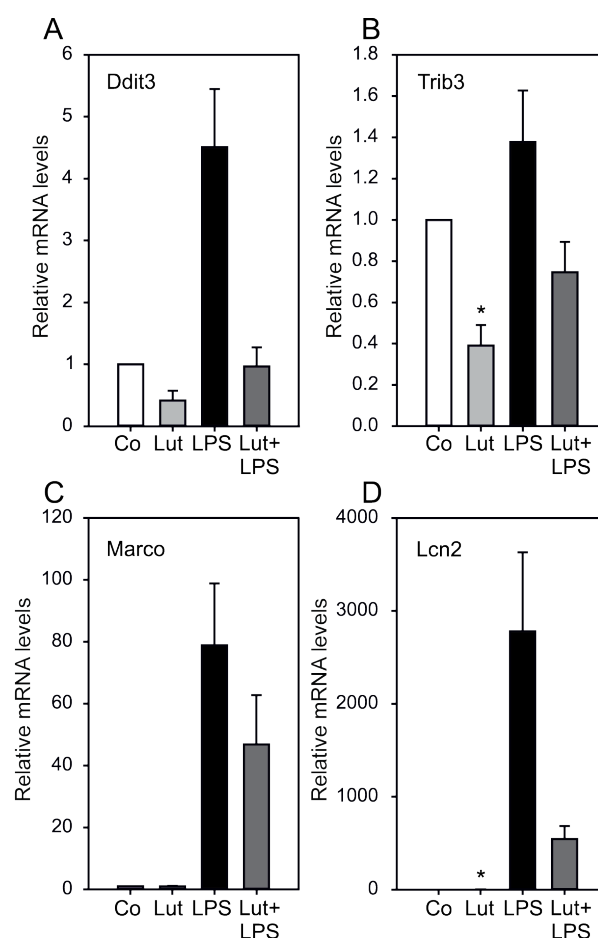 A
Ddit3
Relative mRNA levels
6
5
4
3
2
1
0
Co Lut LPS Lut+
LPS
B
Trib3
Relative mRNA levels
1.8
1.6
1.4
1.2
1.0
0.8
0.6
0.4
0.2
0.0
*
Co Lut LPS Lut+
LPS
C
Marco
Relative mRNA levels
120
100
80
60
40
20
0
Co Lut LPS Lut+
LPS
D
Lcn2
Relative mRNA levels
4000
3000
2000
1000
0
*
Co Lut LPS Lut+
LPS